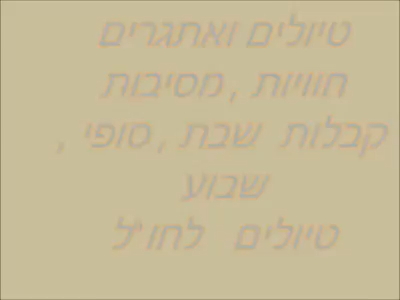 טיולים ואתגרים
חוויות , מסיבות
קבלות שבת , סופי ,
שבוע
טיולים לחו"ל